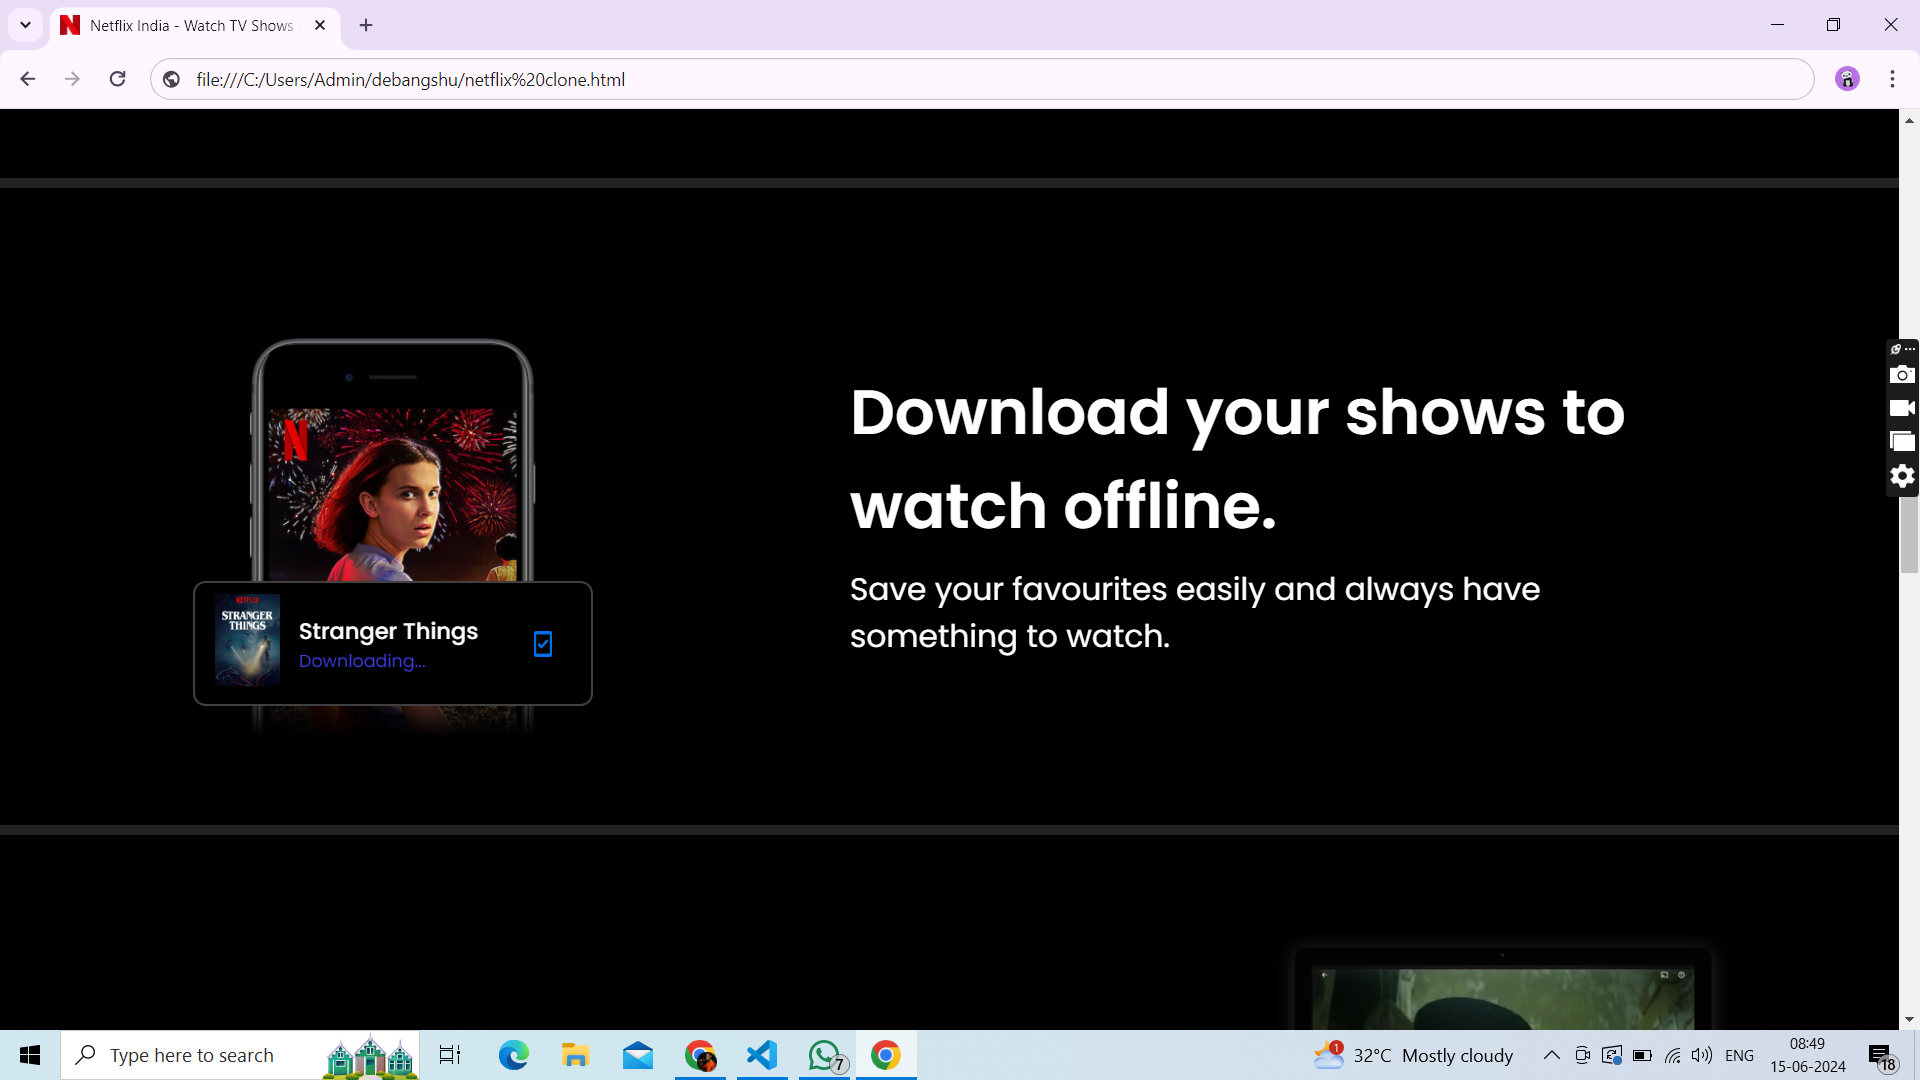 Netflix India - Watch TV Shows
file:///C:/Users/Admin/debangshu/netflix%20clone.html
Download your shows to
watch offline.
Save your favourites easily and always have
something to watch.
N
NETFLIX
STRANGER
THINGS
Stranger Things
Downloading...
Type here to search
7
1
32°C Mostly cloudy
ENG
08:49
15-06-2024
18